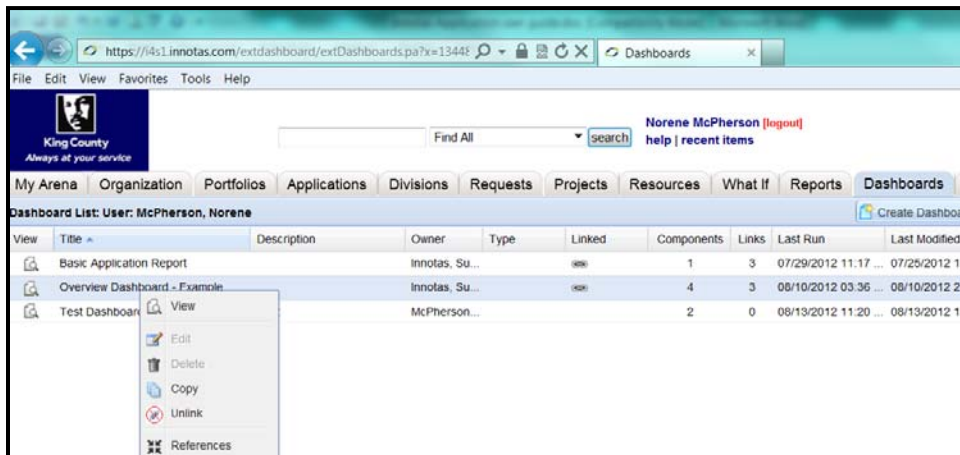 https://i4s1.innotas.com/extdashboard/extDashboards.pa?x=1344 Dashboards
File Edit View Favorites Tools Help
King County
Always at your service
Find All search
Norene McPherson [logout]
help | recent items
My Arena Organization Portfolios Applications Divisions Requests Projects Resources What If Reports Dashboards
Dashboard List: User: McPherson, Norene Create Dashboa
View Title Description Owner Type Linked Components Links Last Run Last Modified
Basic Application Report Innotas, Su... 1 3 07/29/2012 11:17 ... 07/25/2012 1
Overview Dashboard - Example Innotas, Su... 4 3 08/10/2012 03:36 ... 08/10/2012 2
Test Dashboar McPherson... 2 0 08/13/2012 11:20 ... 08/13/2012 1
View
Edit
Delete
Copy
Unlink
References